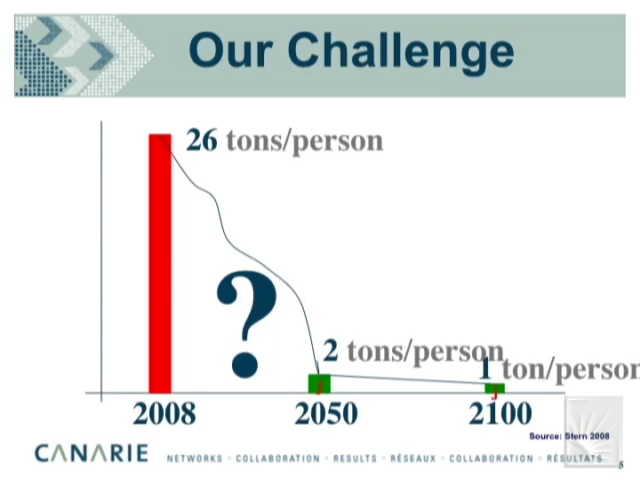 Our Challenge
26 tons/person
?
2 tons/person
1 ton/person
2008 2050 2100
Source: Stern 2008
CANARIE NETWORKS · COLLABORATION · RESULTS · RÉSEAUX · COLLABORATION · RÉSULTATS 5